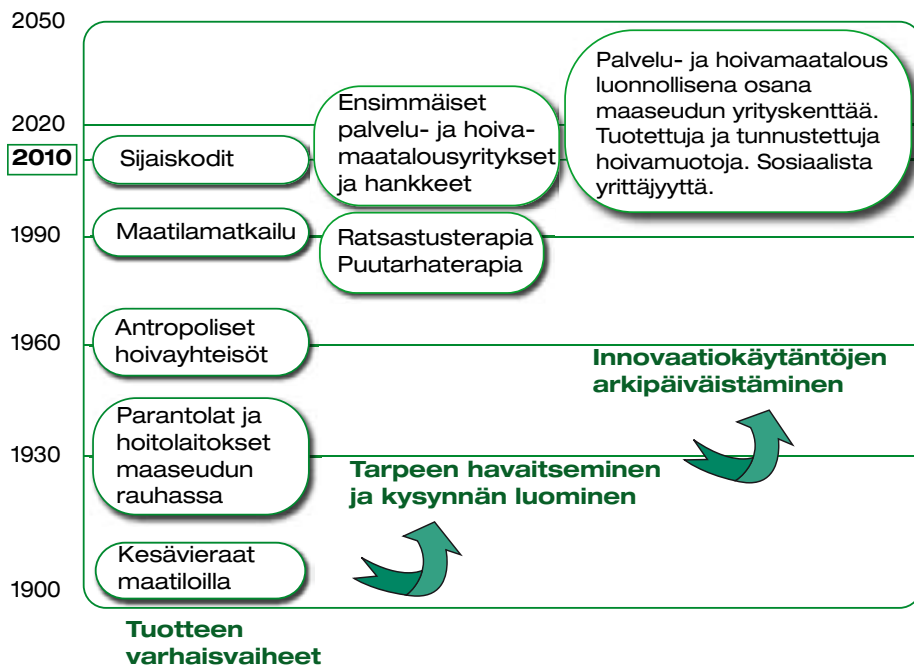 2050
2020
2010
1990
1960
1930
1900
Sijaiskodit
Maatilamatkailu
Antropoliset
hoivayhteisöt
Parantolat ja
hoitolaitokset
maaseudun
rauhassa
Kesävieraat
maatiloilla
Tuotteen
varhaisvaiheet
Ensimmäiset
palvelu- ja hoiva-
maatalousyritykset
ja hankkeet
Ratsastusterapia
Puutarhaterapia
Tarpeen havaitseminen
ja kysynnän luominen
Palvelu- ja hoivamaatalous
luonnollisena osana
maaseudun yrityskenttää.
Tuotettuja ja tunnustettuja
hoivamuotoja. Sosiaalista
yrittäjyyttä.
Innovaatiokäytäntöjen
arkipäiväistäminen